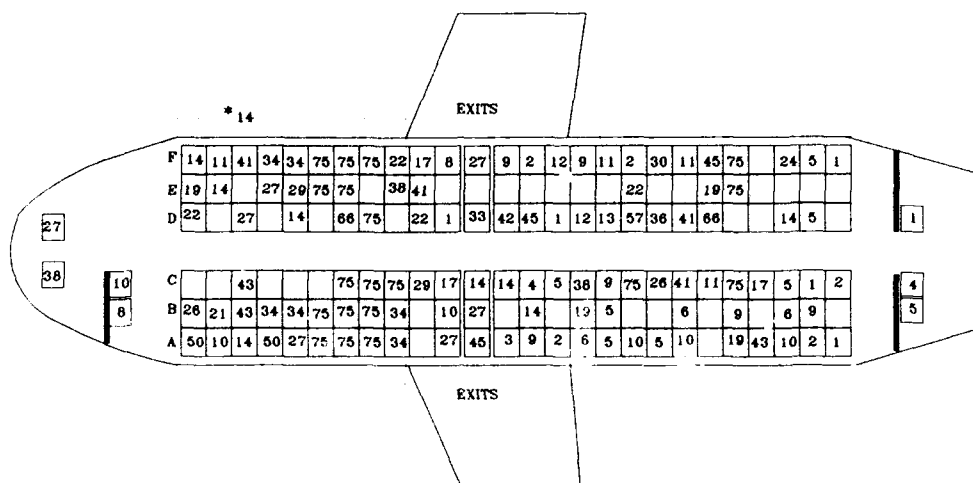 * 14
EXITS
F 14 11 41 34 34 75 75 75 22 17 8 27 9 2 12 9 11 2 30 11 45 75 24 5 1
E 19 14 27 29 75 75 38 41 22 19 75
D 22 27 14 66 75 22 1 33 42 45 1 12 13 57 36 41 66 14 5 1
27
38 10 C 43 75 75 75 29 17 14 14 4 5 38 9 75 26 41 11 75 17 5 1 2 4
8 B 26 21 43 34 34 75 75 75 34 10 27 14 19 5 6 9 6 9 5
A 50 10 14 50 27 75 75 75 34 27 45 3 9 2 6 5 10 5 10 19 43 10 2 1
EXITS